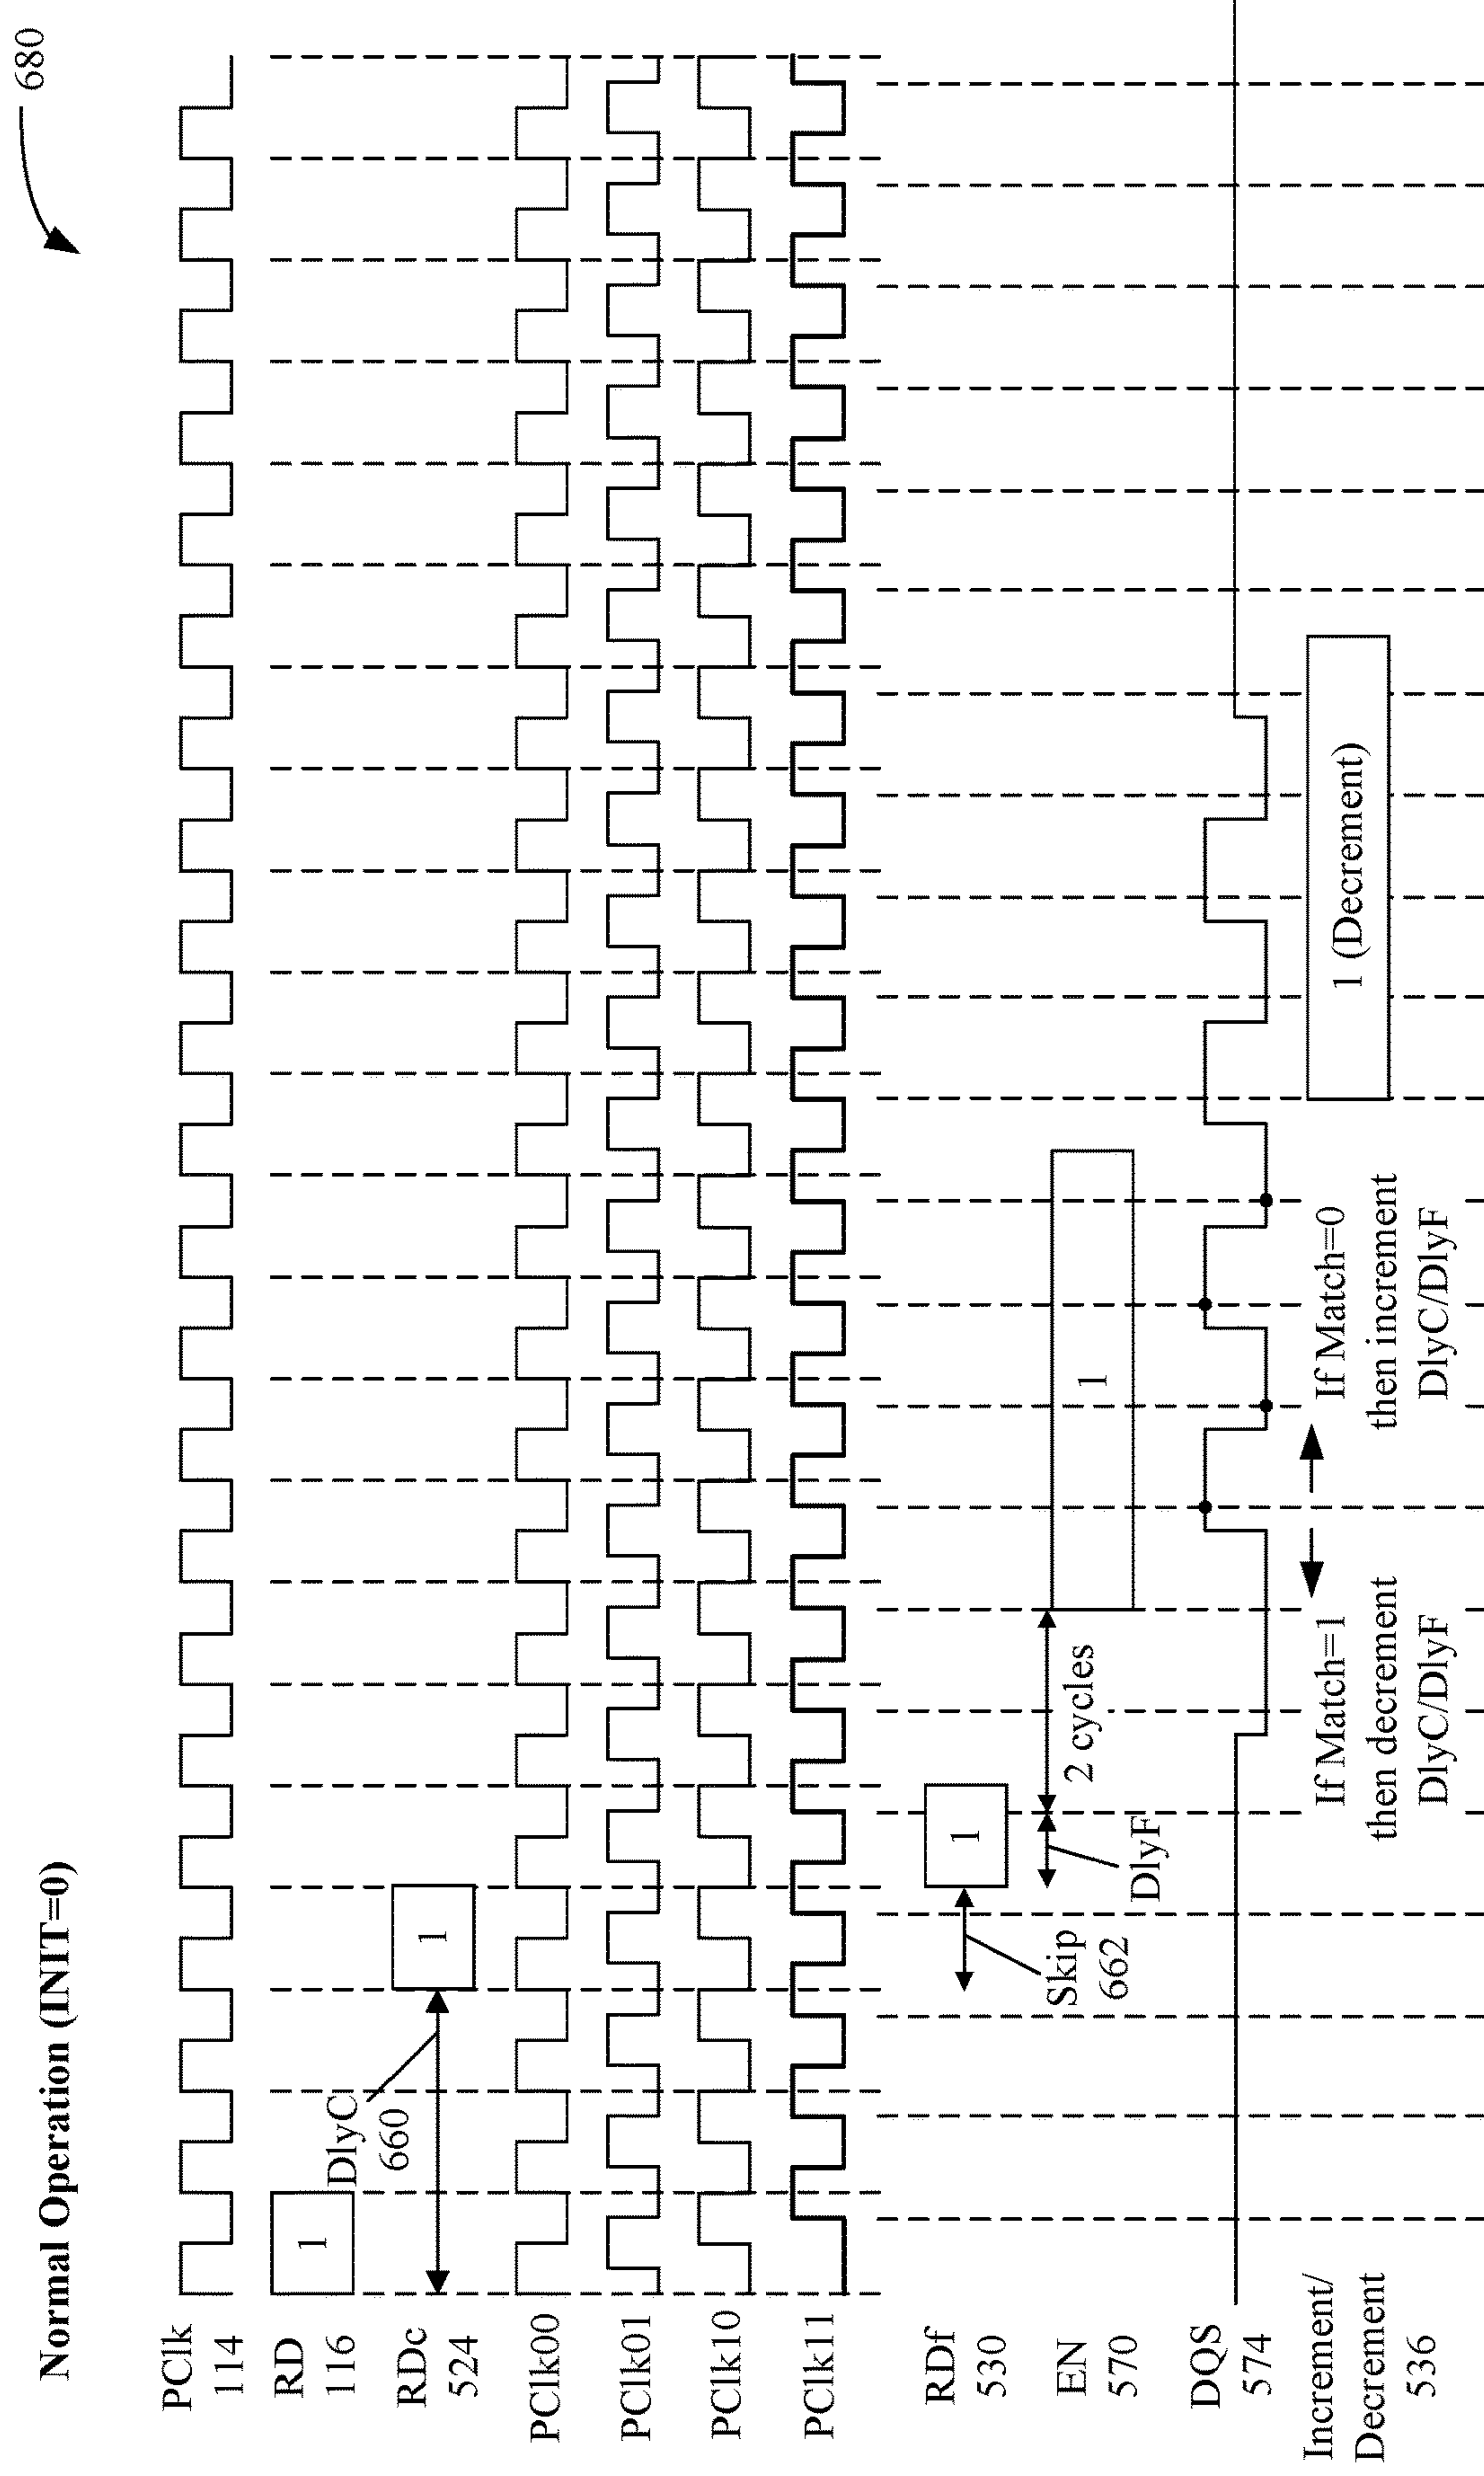 680
Normal Operation (INIT=0)
PClk
114
RD
116
1
RDc
524
DlyC
660
1
PClk00
PClk01
PClk10
PClk11
RDf
530
1
Skip
662
EN
570
DlyF
2 cycles
1
DQS
574
Increment/
Decrement
536
If Match=1
then decrement
DlyC/DlyF
If Match=0
then increment
DlyC/DlyF
1 (Decrement)